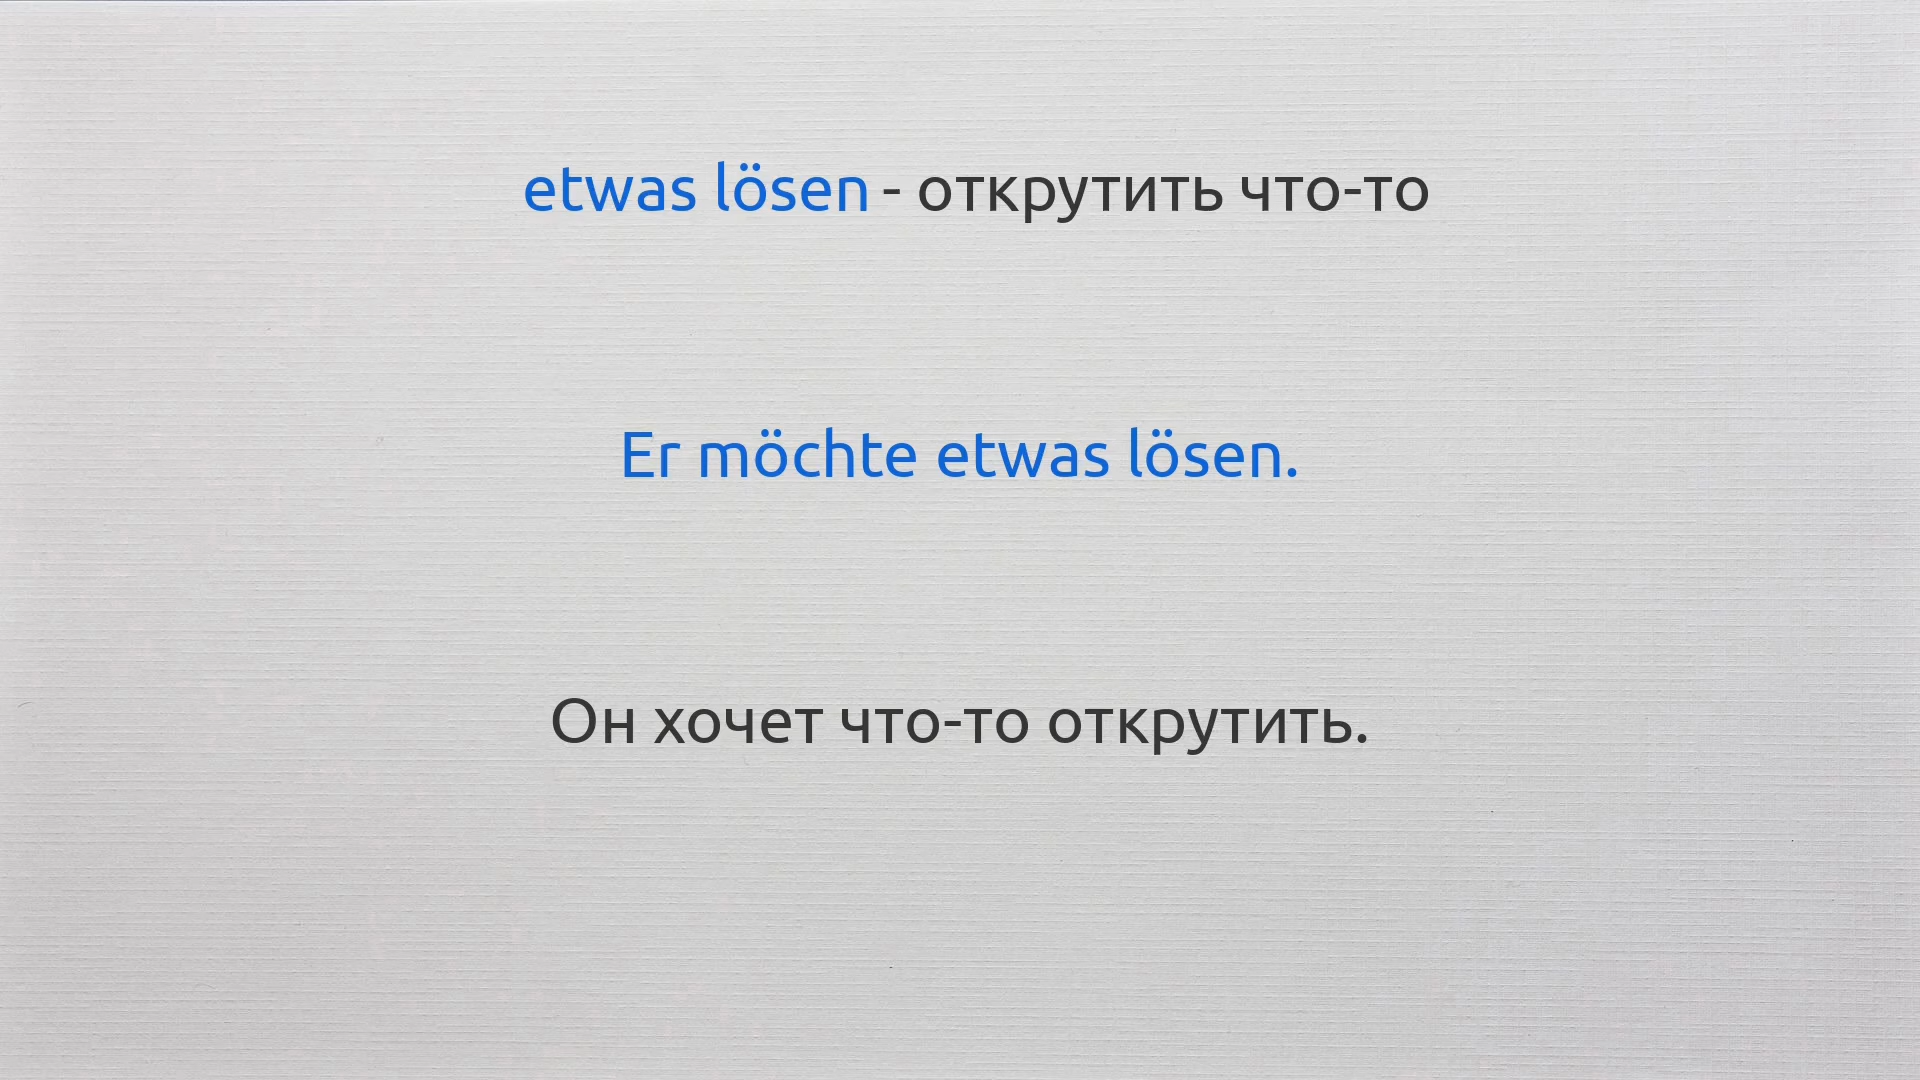 etwas lösen - открутить что-то
Er möchte etwas lösen.
Он хочет что-то открутить.